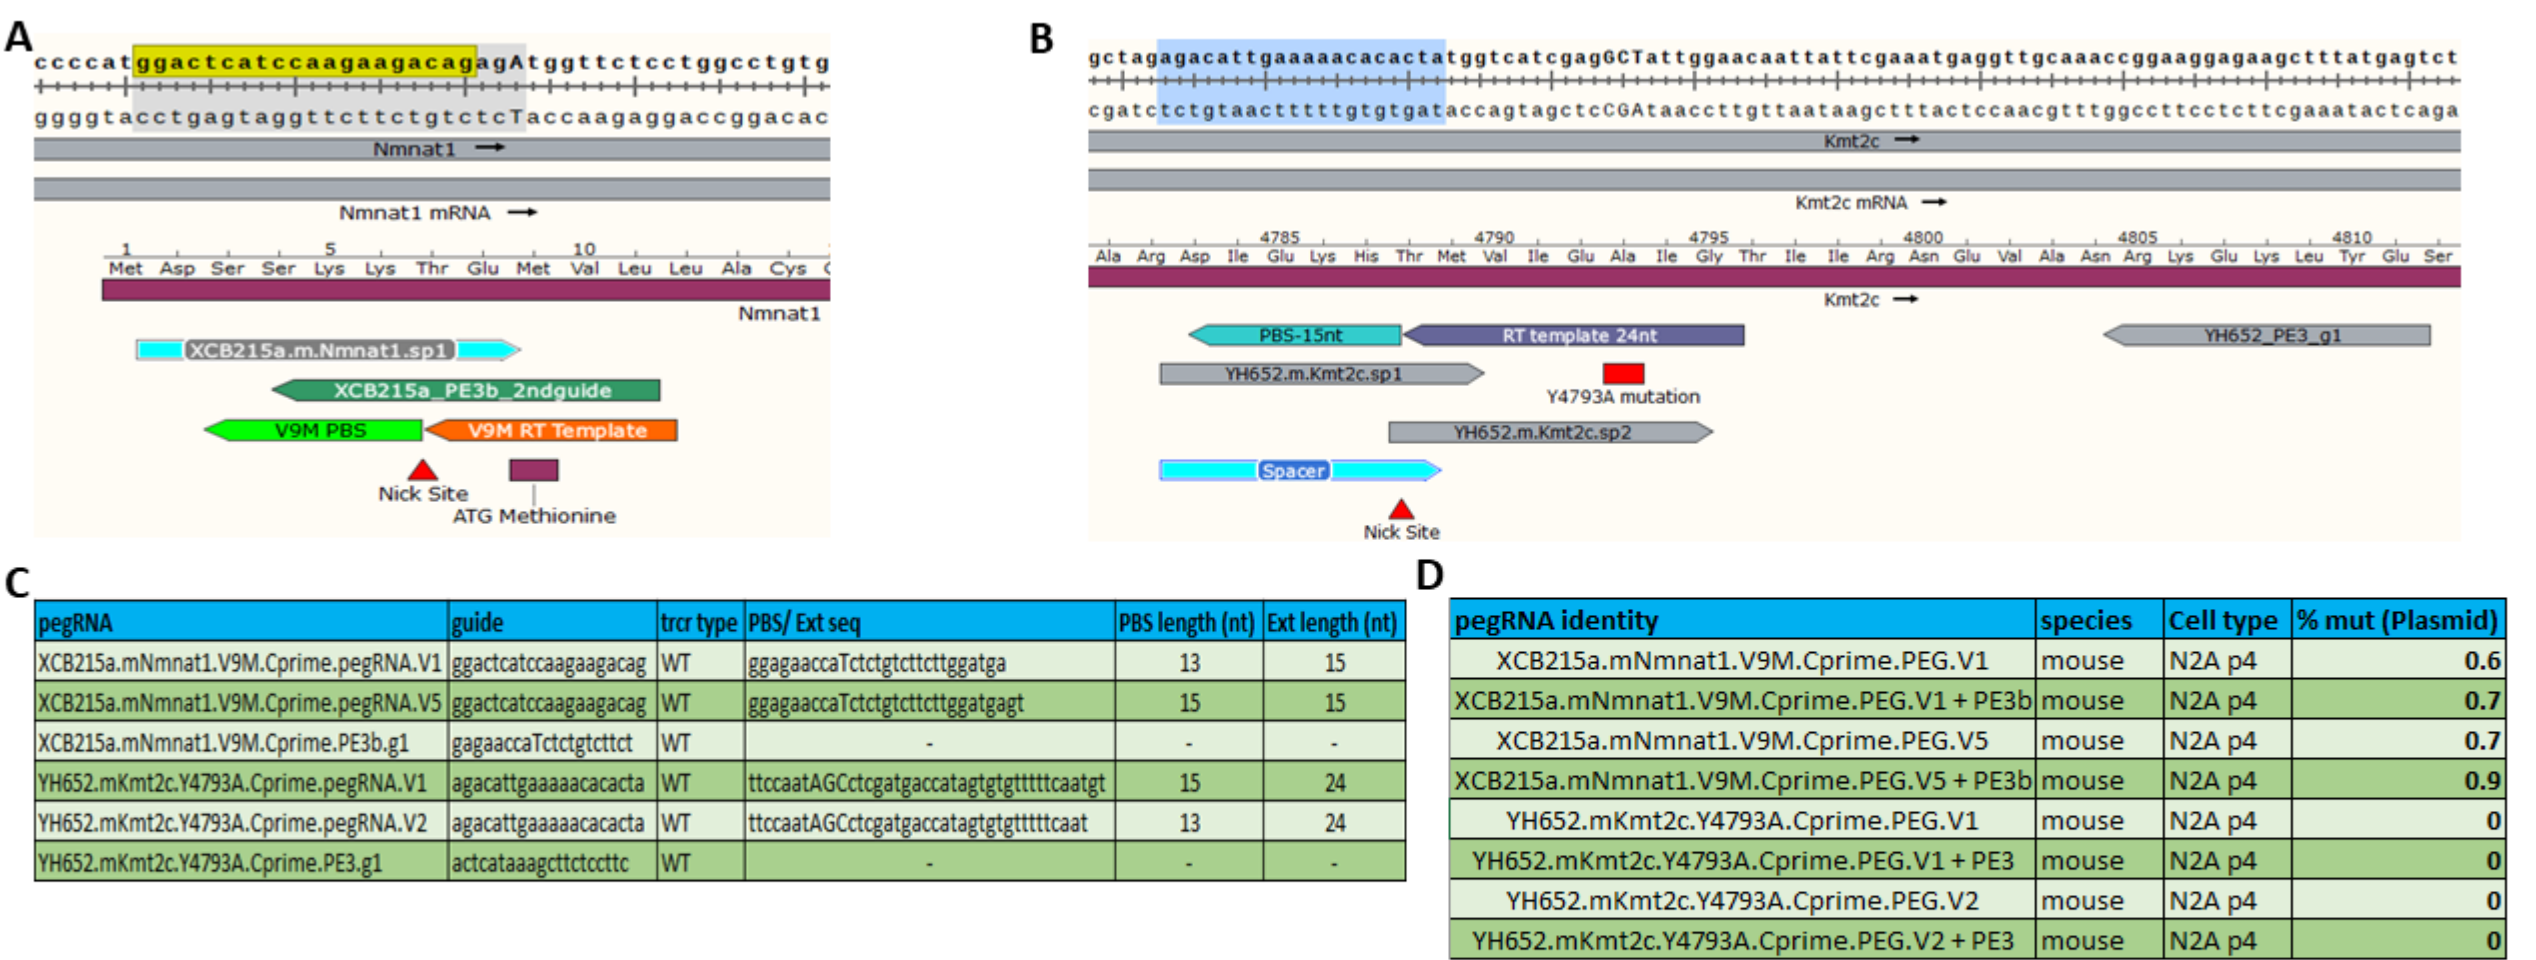 A
ccccatggactcatccaagaagacagagAtggttctcctggcctgtg
ggggtacctgagtaggttcttctgtctcTaccaagaggaccggacac
Nmnat1
Nmnat1 mRNA
1 5 10
Met Asp Ser Ser Lys Lys Thr Glu Met Val Leu Leu Ala Cys
Nmnat1
XCB215a.m.Nmnat1.sp1
XCB215a_PE3b_2ndguide
V9M PBS V9M RT Template
Nick Site
ATG Methionine
B
gctagagacattgaaaaacacactatggtcatcgagGCTattggaacaattattcgaaatgaggttgcaaaccggaaggagaagctttatgagtct
cgatctctgtaactttttgtgtgataccagtagctcCGAtaaccttgttaataagctttactccaacgtttggccttcctcttcgaaatactcaga
Kmt2c
Kmt2c mRNA
4785 4790 4795 4800 4805 4810
Ala Arg Asp Ile Glu Lys His Thr Met Val Ile Glu Ala Ile Gly Thr Ile Ile Arg Asn Glu Val Ala Asn Arg Lys Glu Lys Leu Tyr Glu Ser
Kmt2c
PBS-15nt RT template 24nt YH652_PE3_g1
YH652.m.Kmt2c.sp1
Y4793A mutation
YH652.m.Kmt2c.sp2
Spacer
Nick Site
C
pegRNA guide trcr type PBS/ Ext seq PBS length (nt) Ext length (nt)
XCB215a.mNmnat1.V9M.Cprime.pegRNA.V1 ggactcatccaagaagacag WT ggagaaccaTctctgtcttcttggatga 13 15
XCB215a.mNmnat1.V9M.Cprime.pegRNA.V5 ggactcatccaagaagacag WT ggagaaccaTctctgtcttcttggatgagt 15 15
XCB215a.mNmnat1.V9M.Cprime.PE3b.g1 gagaaccaTctctgtcttct WT - - -
YH652.mKmt2c.Y4793A.Cprime.pegRNA.V1 agacattgaaaaacacacta WT ttccaatAGCctcgatgaccatagtgtgtttttcaatgt 15 24
YH652.mKmt2c.Y4793A.Cprime.pegRNA.V2 agacattgaaaaacacacta WT ttccaatAGCctcgatgaccatagtgtgtttttcaat 13 24
YH652.mKmt2c.Y4793A.Cprime.PE3.g1 actcataaagcttctccttc WT - - -
D
pegRNA identity species Cell type % mut (Plasmid)
XCB215a.mNmnat1.V9M.Cprime.PEG.V1 mouse N2A p4 0.6
XCB215a.mNmnat1.V9M.Cprime.PEG.V1 + PE3b mouse N2A p4 0.7
XCB215a.mNmnat1.V9M.Cprime.PEG.V5 mouse N2A p4 0.7
XCB215a.mNmnat1.V9M.Cprime.PEG.V5 + PE3b mouse N2A p4 0.9
YH652.mKmt2c.Y4793A.Cprime.PEG.V1 mouse N2A p4 0
YH652.mKmt2c.Y4793A.Cprime.PEG.V1 + PE3 mouse N2A p4 0
YH652.mKmt2c.Y4793A.Cprime.PEG.V2 mouse N2A p4 0
YH652.mKmt2c.Y4793A.Cprime.PEG.V2 + PE3 mouse N2A p4 0